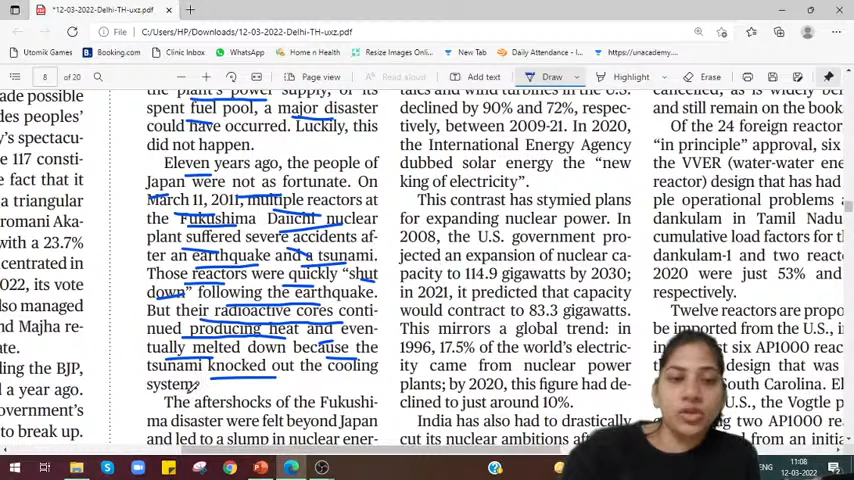 *12-03-2022-Delhi-TH-uxz.pdf
File
C:/Users/HP/Downloads/12-03-2022-Delhi-TH-uxz.pdf
Utomik Games
Booking.com
Clinic Inbox
WhatsApp
Home n Health
Resize Images Onl...
New Tab
Daily Attendance - I...
https://unacademy....
8 of 20
Page view
Read aloud
Add text
Draw
Highlight
Erase
ade possible
des peoples'
y's spectacu-
e 117 consti-
e fact that it
a triangular
romani Aka-
with a 23.7%
ncentrated in
022, its vote
lso managed
nd Majha re-
ate.
ling the BJP,
d a year ago.
overnment's
to break up.
the plant's power supply, or its
spent fuel pool, a major disaster
could have occurred. Luckily, this
did not happen.
Eleven years ago, the people of
Japan were not as fortunate. On
March 11, 2011, multiple reactors at
the Fukushima Daiichi nuclear
plant suffered severe accidents af-
ter an earthquake and a tsunami.
Those reactors were quickly "shut
down" following the earthquake.
But their radioactive cores conti-
nued producing heat and even-
tually melted down because the
tsunami knocked out the cooling
systems
The aftershocks of the Fukushi-
ma disaster were felt beyond Japan
and led to a slump in nuclear ener-
tales and wind turbines in the U.S.
declined by 90% and 72%, respec-
tively, between 2009-21. In 2020,
the International Energy Agency
dubbed solar energy the "new
king of electricity".
This contrast has stymied plans
for expanding nuclear power. In
2008, the U.S. government pro-
jected an expansion of nuclear ca-
pacity to 114.9 gigawatts by 2030;
in 2021, it predicted that capacity
would contract to 83.3 gigawatts.
This mirrors a global trend: in
1996, 17.5% of the world's electric-
ity came from nuclear power
plants; by 2020, this figure had de-
clined to just around 10%.
India has also had to drastically
cut its nuclear ambitions
cancelled, as is widely be
and still remain on the book
Of the 24 foreign reactor
"in principle" approval, six
the VVER (water-water ene
reactor) design that has had
ple operational problems
dankulam in Tamil Nadu
cumulative load factors for t
dankulam-1 and two reacto
2020 were just 53% and
respectively.
Twelve reactors are propo
be imported from the U.S., i
st six AP1000 reac
design that was
South Carolina. El
U.S., the Vogtle p
ng two AP1000
d from an initia
ENG
11:08
12-03-2022